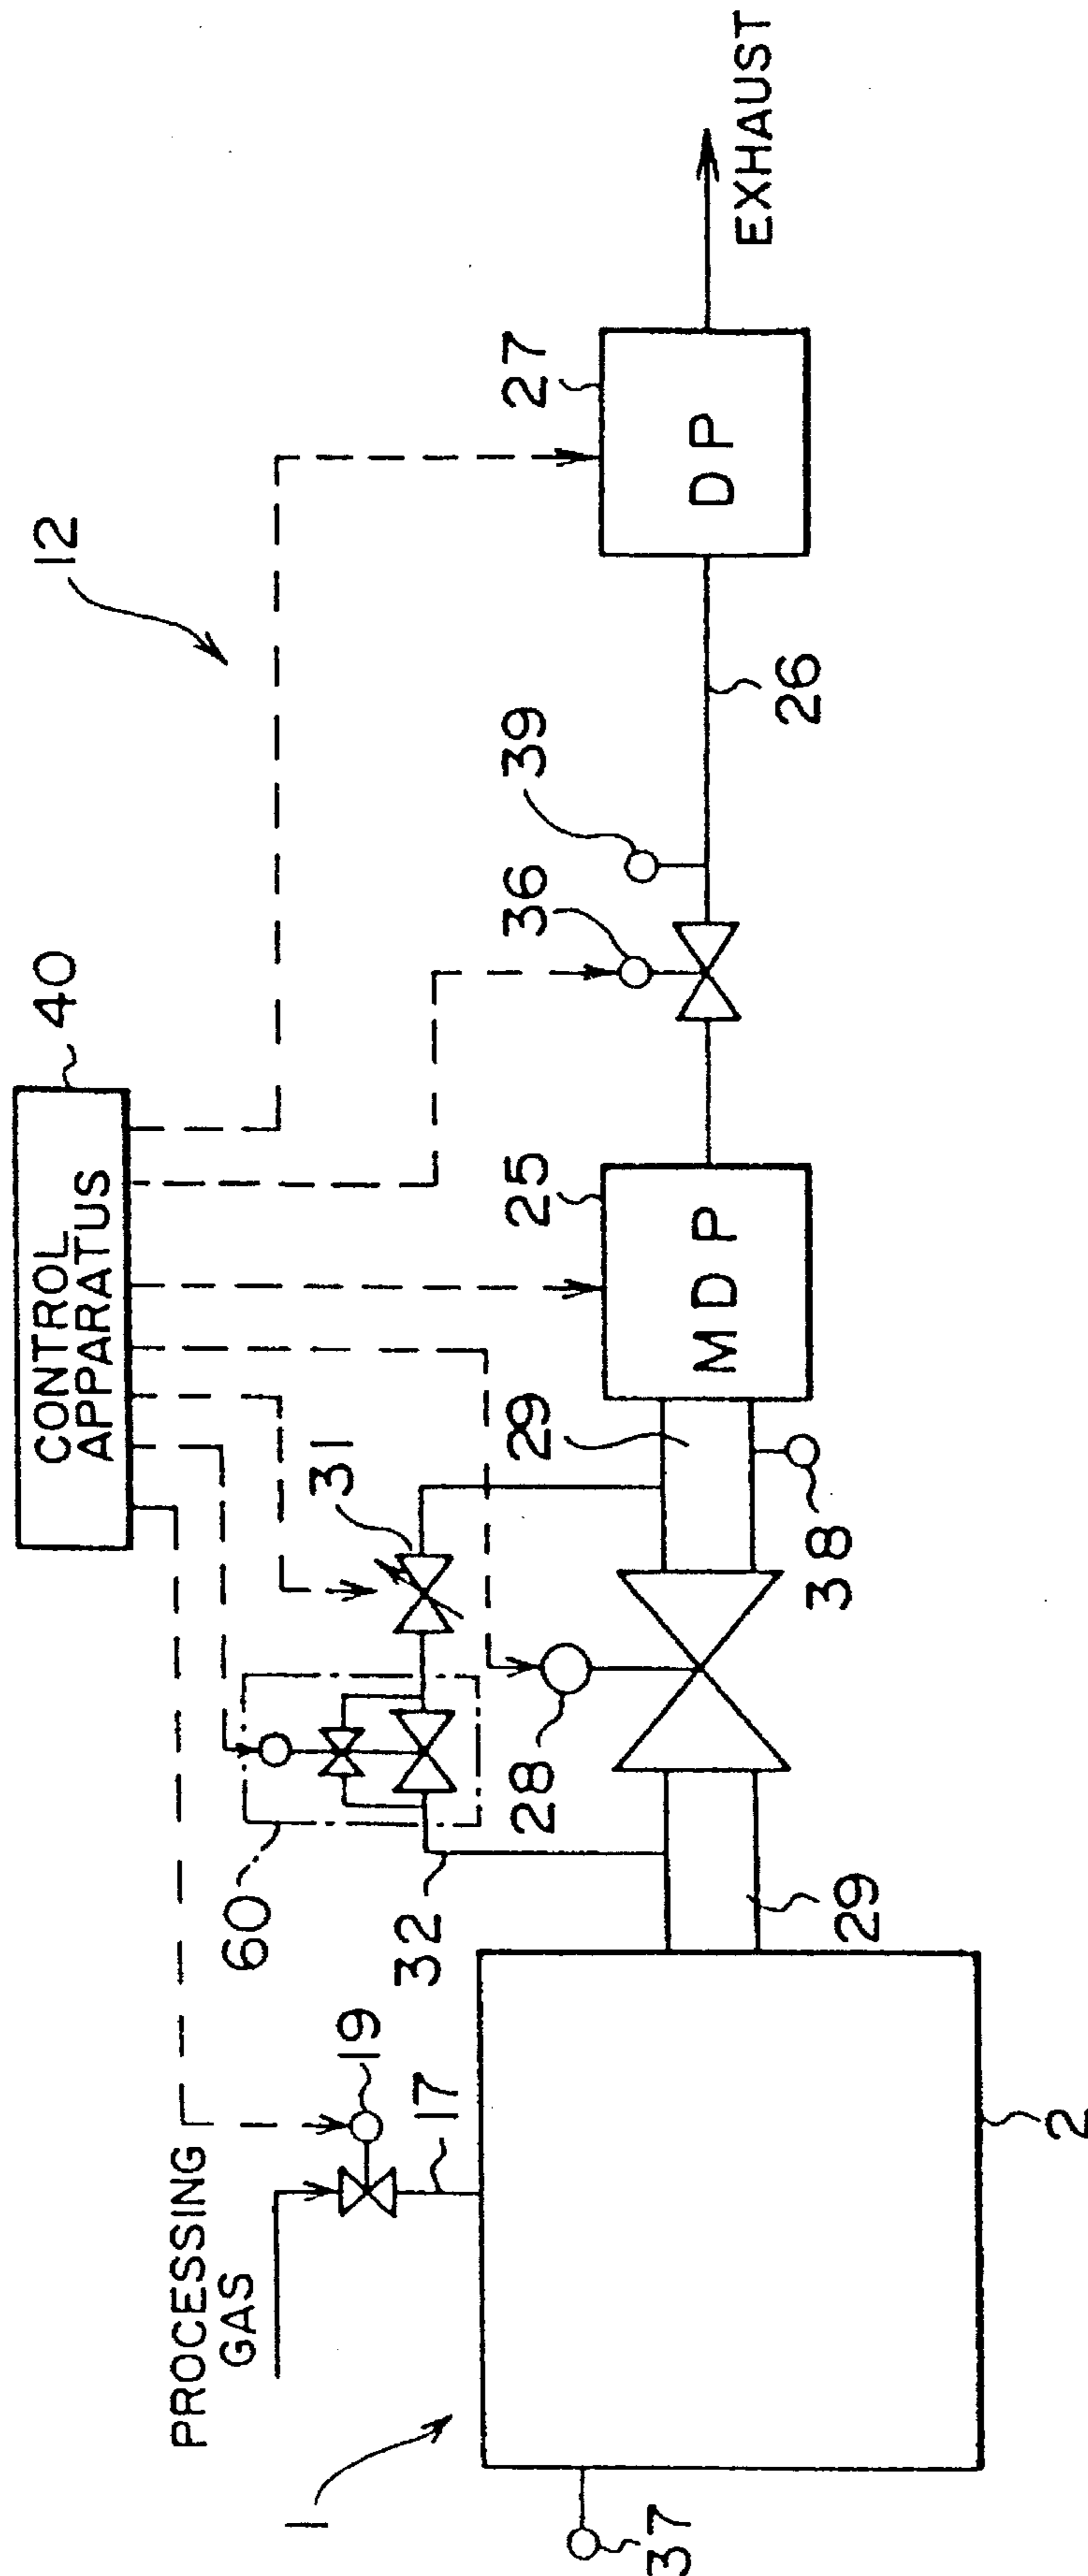 CONTROL
APPARATUS
40
12
PROCESSING
GAS
19
17
60
32
31
28
29
29
38
25
MDP
36
39
26
27
DP
EXHAUST
1
37
2